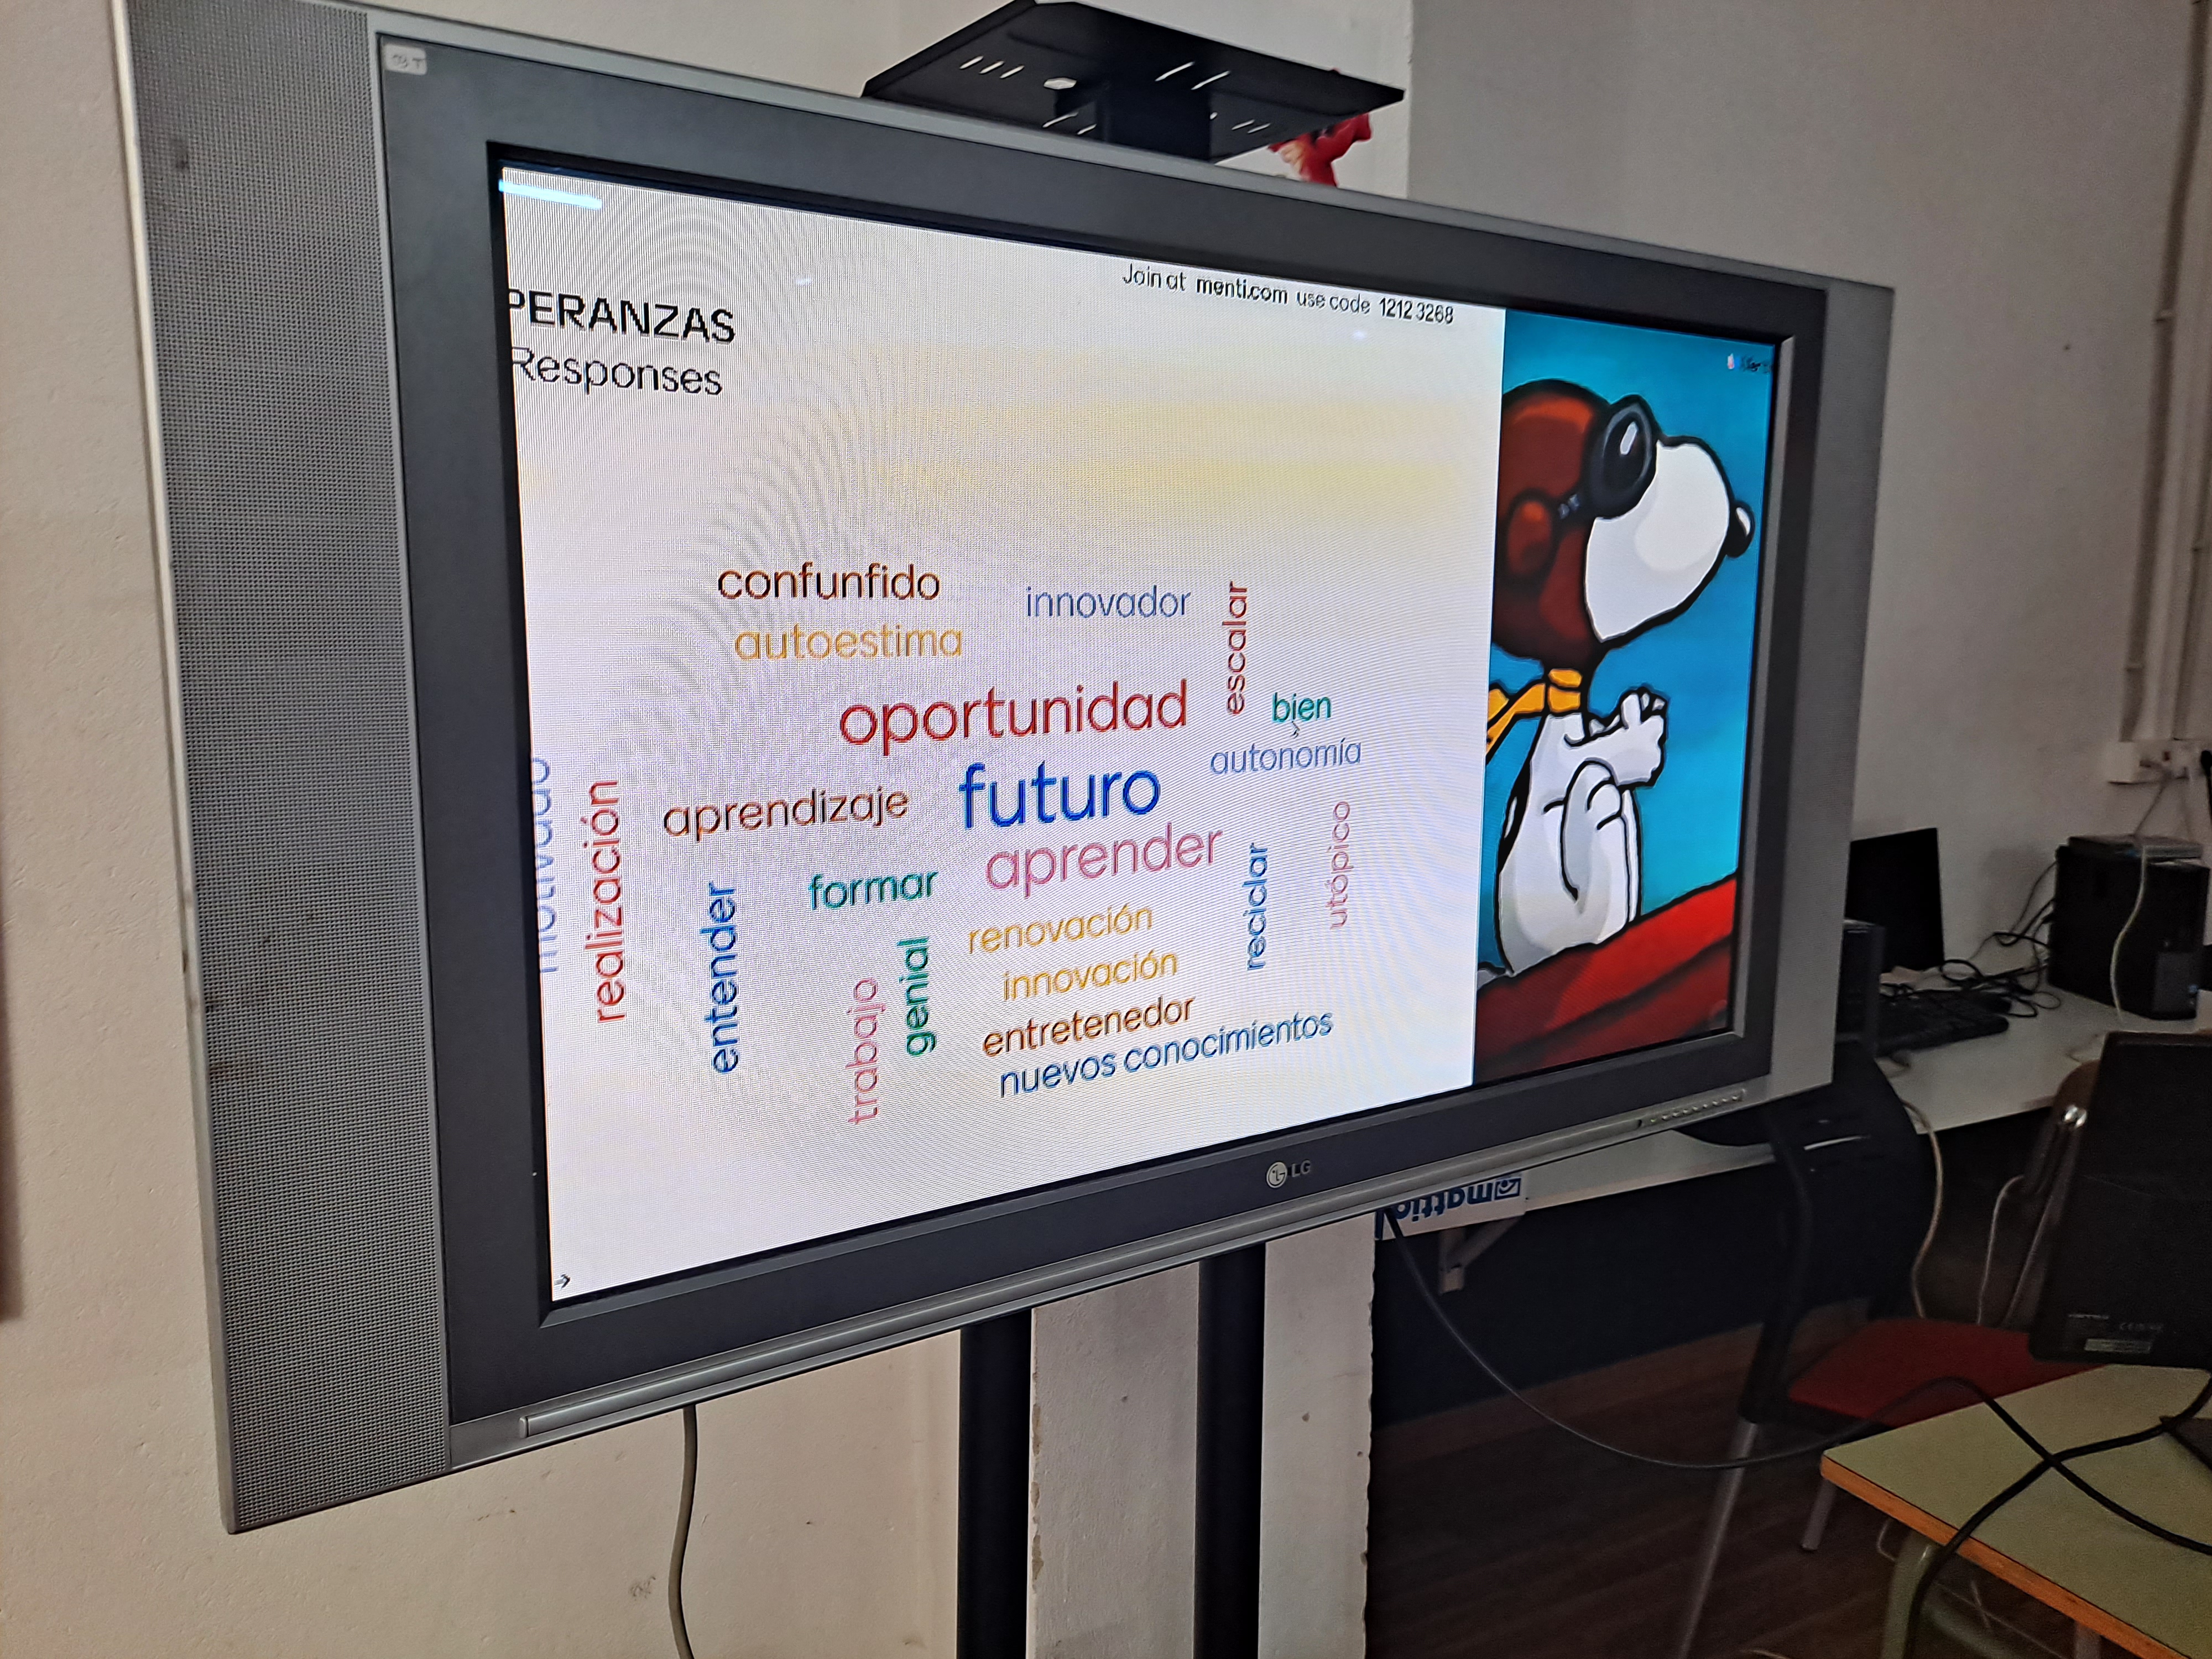 Join at menti.com use code 1212 3268
PERANZAS
Responses
confunfido
innovador
escalar
autoestima
oportunidad
bien
autonomía
futuro
motivado
realización
aprendizaje
aprender
utópico
formar
reciclar
entender
renovación
genial
innovación
trabajo
entretenedor
nuevos conocimientos
LG